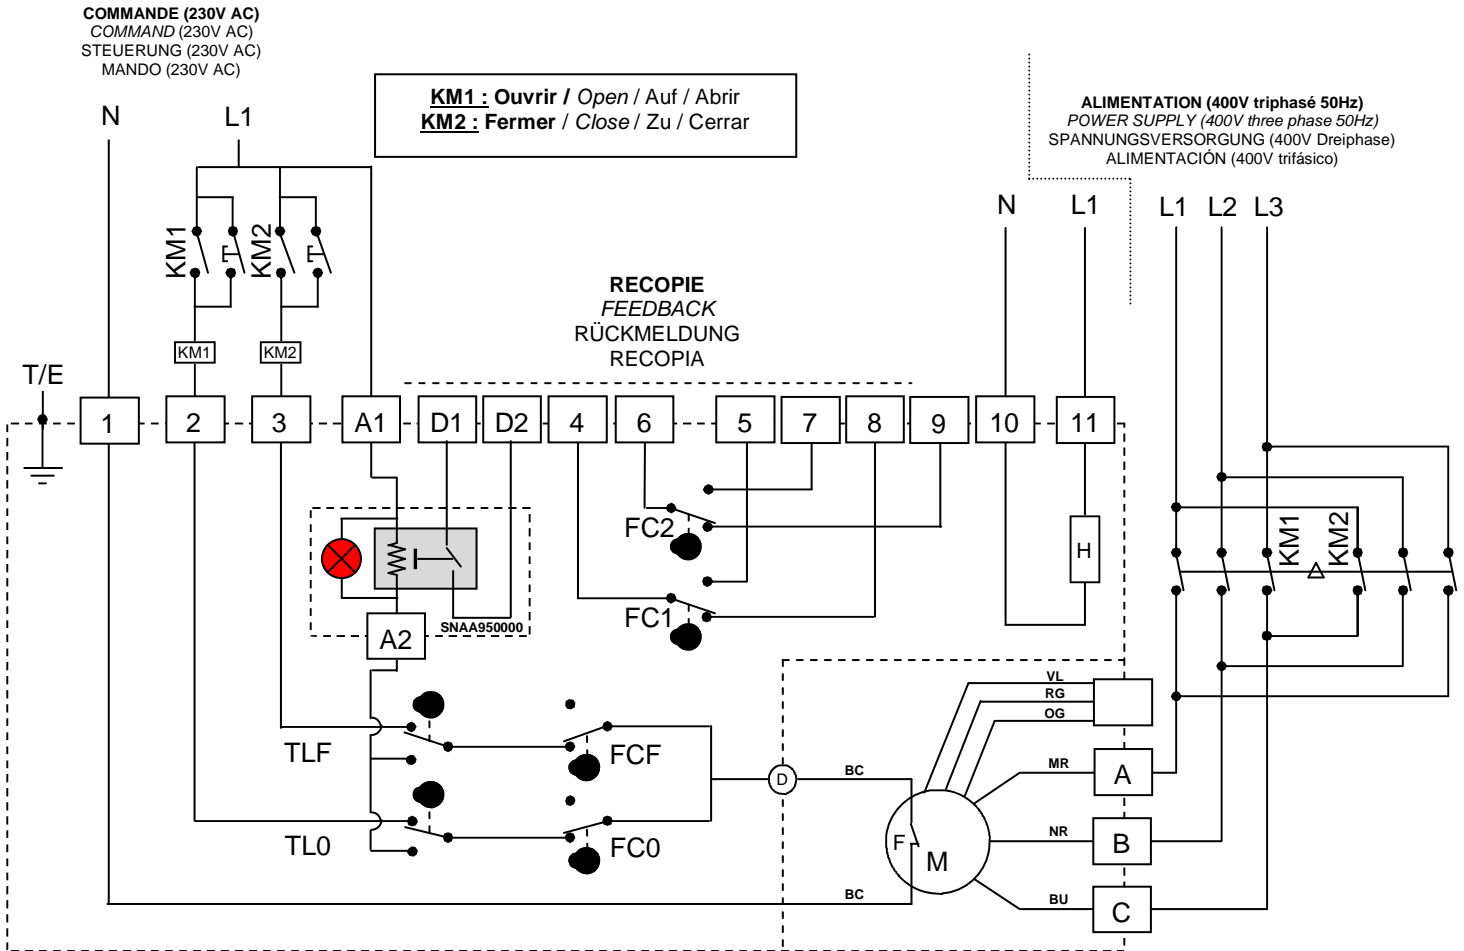 COMMANDE (230V AC)
COMMAND (230V AC)
STEUERUNG (230V AC)
MANDO (230V AC)
N L1
KM1 : Ouvrir / Open / Auf / Abrir
KM2 : Fermer / Close / Zu / Cerrar
ALIMENTATION (400V triphasé 50Hz)
POWER SUPPLY (400V three phase 50Hz)
SPANNUNGSVERSORGUNG (400V Dreiphase)
ALIMENTACIÓN (400V trifásico)
N L1 L1 L2 L3
KM1 KM2
RECOPIE
FEEDBACK
RÜCKMELDUNG
RECOPIA
KM1 KM2
T/E
1 2 3 A1 D1 D2 4 6 5 7 8 9 10 11
FC2
KM1 KM2
H
FC1
SNAA950000
A2
VL
RG
OG
TLF FCF
D BC MR A
TL0 FC0
F M NR B
BC BU C